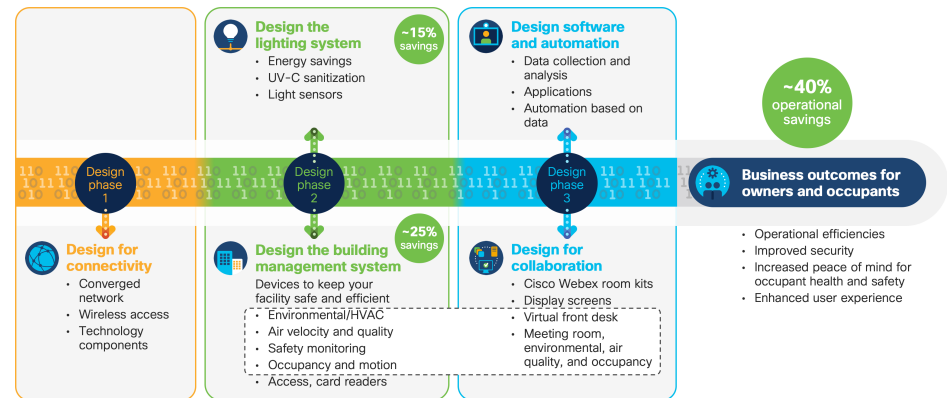 Design the
lighting system
• Energy savings
• UV-C sanitization
• Light sensors
~15%
savings
Design software
and automation
• Data collection and
analysis
• Applications
• Automation based on
data
~40%
operational
savings
Design
phase
1
Design
phase
2
Design
phase
3
Business outcomes for
owners and occupants
• Operational efficiencies
• Improved security
• Increased peace of mind for
occupant health and safety
• Enhanced user experience
Design for
connectivity
• Converged
network
• Wireless access
• Technology
components
Design the building
management system
~25%
savings
Devices to keep your
facility safe and efficient
• Environmental/HVAC
• Air velocity and quality
• Safety monitoring
• Occupancy and motion
• Access, card readers
Design for
collaboration
• Cisco Webex room kits
• Display screens
• Virtual front desk
• Meeting room,
environmental, air
quality, and occupancy